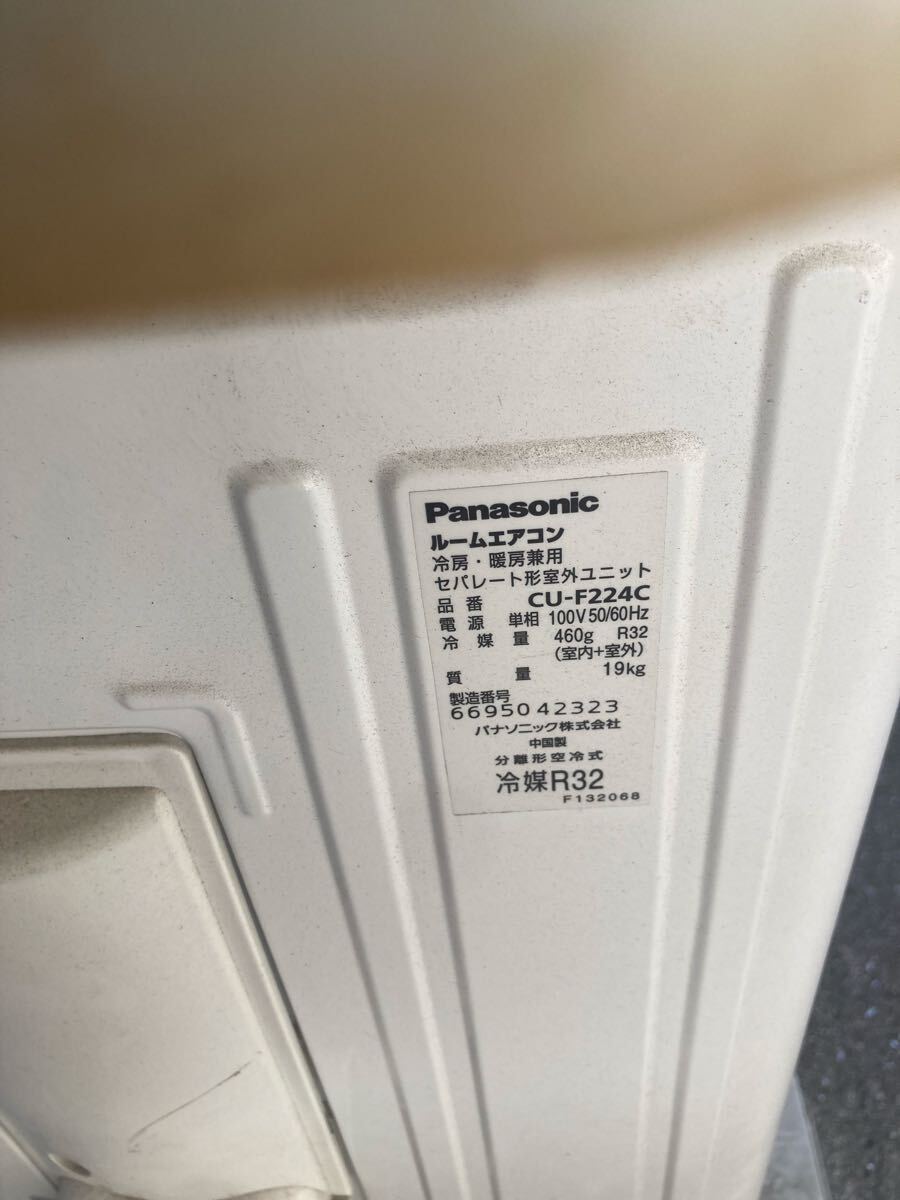 Panasonic
ルームエアコン
冷房・暖房兼用
セパレート形室外ユニット
品番 CU-F224C
電源 単相 100V 50/60Hz
冷媒量 460g R32
(室内+室外)
質量 19kg
製造番号
6695042323
パナソニック株式会社
中国製
分離形空冷式
冷媒R32
F132068